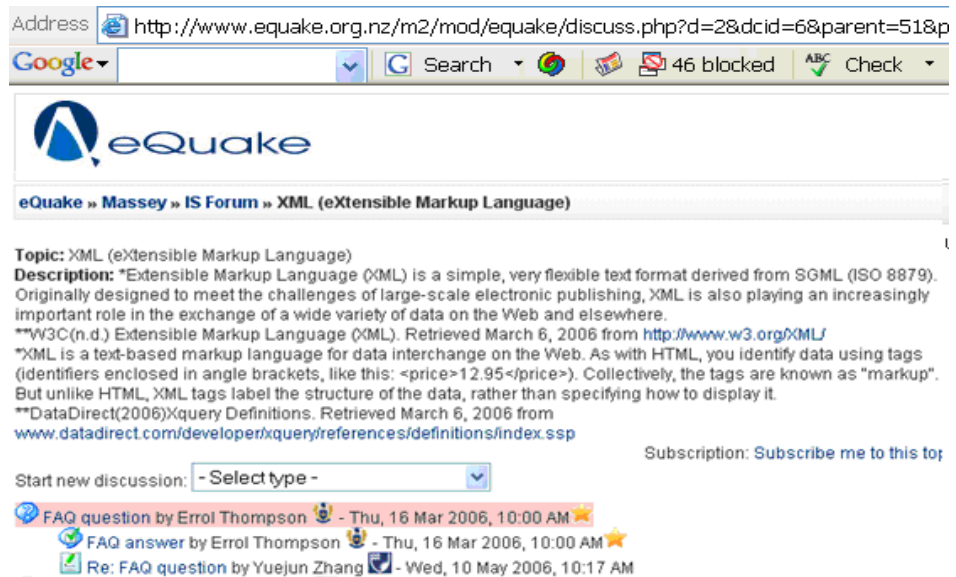 Address http://www.equake.org.nz/m2/mod/equake/discuss.php?d=2&dcid=6&parent=51&p
Google Search 46 blocked ABC Check
eQuake
eQuake » Massey » IS Forum » XML (eXtensible Markup Language)
Topic: XML (eXtensible Markup Language)
Description: *Extensible Markup Language (XML) is a simple, very flexible text format derived from SGML (ISO 8879).
Originally designed to meet the challenges of large-scale electronic publishing, XML is also playing an increasingly
important role in the exchange of a wide variety of data on the Web and elsewhere.
**W3C(n.d.) Extensible Markup Language (XML). Retrieved March 6, 2006 from http://www.w3.org/XML/
*XML is a text-based markup language for data interchange on the Web. As with HTML, you identify data using tags
(identifiers enclosed in angle brackets, like this: <price>12.95</price>). Collectively, the tags are known as "markup".
But unlike HTML, XML tags label the structure of the data, rather than specifying how to display it.
**DataDirect(2006)Xquery Definitions. Retrieved March 6, 2006 from
www.datadirect.com/developer/xquery/references/definitions/index.ssp
Subscription: Subscribe me to this top
Start new discussion: - Select type -
FAQ question by Errol Thompson - Thu, 16 Mar 2006, 10:00 AM
FAQ answer by Errol Thompson - Thu, 16 Mar 2006, 10:00 AM
Re: FAQ question by Yuejun Zhang - Wed, 10 May 2006, 10:17 AM